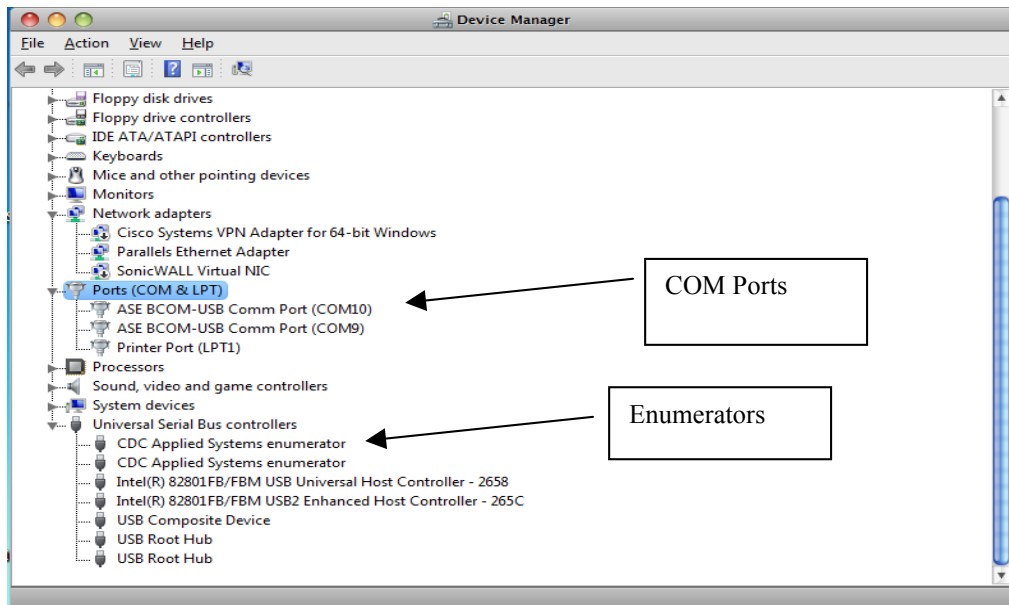 Device Manager
File Action View Help
Floppy disk drives
Floppy drive controllers
IDE ATA/ATAPI controllers
Keyboards
Mice and other pointing devices
Monitors
Network adapters
Cisco Systems VPN Adapter for 64-bit Windows
Parallels Ethernet Adapter
SonicWALL Virtual NIC
Ports (COM & LPT)
COM Ports
ASE BCOM-USB Comm Port (COM10)
ASE BCOM-USB Comm Port (COM9)
Printer Port (LPT1)
Processors
Sound, video and game controllers
System devices
Enumerators
Universal Serial Bus controllers
CDC Applied Systems enumerator
CDC Applied Systems enumerator
Intel(R) 82801FB/FBM USB Universal Host Controller - 2658
Intel(R) 82801FB/FBM USB2 Enhanced Host Controller - 265C
USB Composite Device
USB Root Hub
USB Root Hub